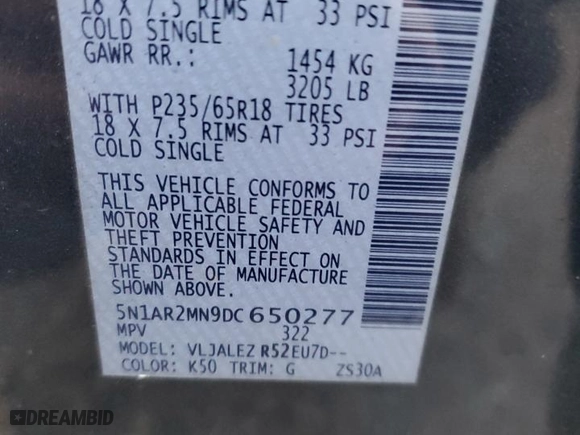 18 X 7.5 RIMS AT 33 PSI
COLD SINGLE
GAWR RR.: 1454 KG
3205 LB
WITH P235/65R18 TIRES
18 X 7.5 RIMS AT 33 PSI
COLD SINGLE
THIS VEHICLE CONFORMS TO
ALL APPLICABLE FEDERAL
MOTOR VEHICLE SAFETY AND
THEFT PREVENTION
STANDARDS IN EFFECT ON
THE DATE OF MANUFACTURE
SHOWN ABOVE.
5N1AR2MN9DC650277
MPV 322
MODEL: VLJALEZ R52EU7D--
COLOR: K50 TRIM: G ZS30A
DREAMBID